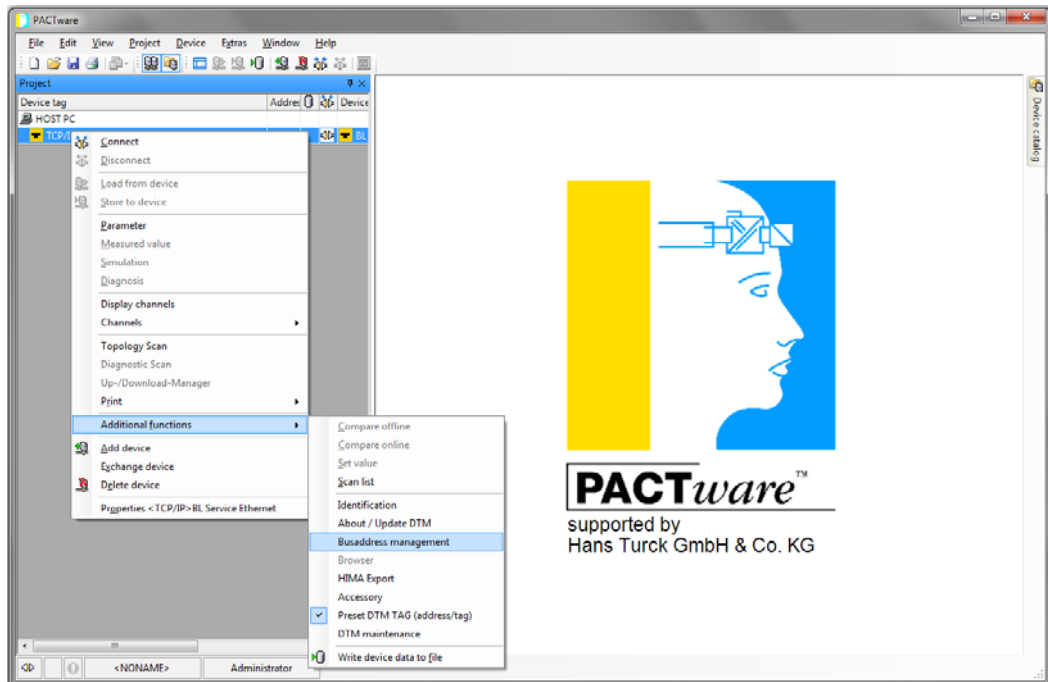 PACTware
File Edit View Project Device Extras Window Help
Project
Device tag Addres Device
HOST PC
TCP/I BL
Connect
Disconnect
Load from device
Store to device
Parameter
Measured value
Simulation
Diagnosis
Display channels
Channels
Topology Scan
Diagnostic Scan
Up-/Download-Manager
Print
Additional functions
Add device
Exchange device
Delete device
Properties <TCP/IP>BL Service Ethernet
Compare offline
Compare online
Set value
Scan list
Identification
About / Update DTM
Busaddress management
Browser
HIMA Export
Accessory
Preset DTM TAG (address/tag)
DTM maintenance
Write device data to file
Device catalog
PACTware™
supported by
Hans Turck GmbH & Co. KG
<NONAME> Administrator